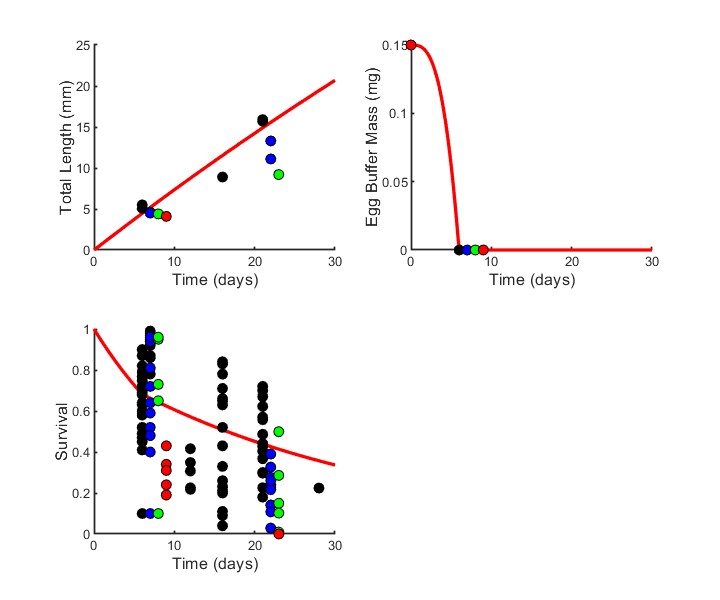 25
20
15
10
5
0
0 10 20 30
Total Length (mm)
Time (days)
0.15
0.1
0.05
0
0 10 20 30
Egg Buffer Mass (mg)
Time (days)
1
0.8
0.6
0.4
0.2
0
0 10 20 30
Survival
Time (days)